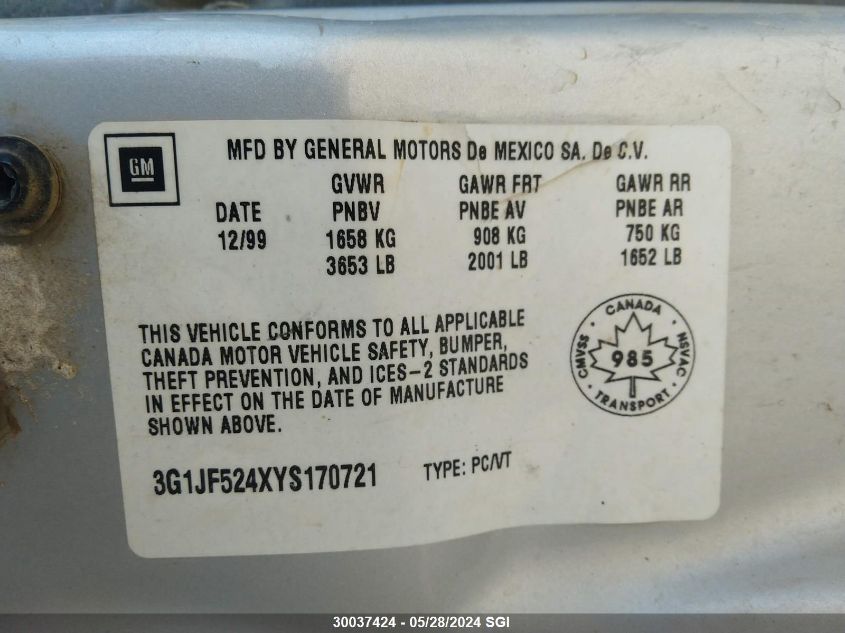 GM
MFD BY GENERAL MOTORS De MEXICO SA. De C.V.
GVWR GAWR FRT GAWR RR
DATE PNBV PNBE AV PNBE AR
12/99 1658 KG 908 KG 750 KG
3653 LB 2001 LB 1652 LB
THIS VEHICLE CONFORMS TO ALL APPLICABLE
CANADA MOTOR VEHICLE SAFETY, BUMPER,
THEFT PREVENTION, AND ICES-2 STANDARDS
IN EFFECT ON THE DATE OF MANUFACTURE
SHOWN ABOVE.
CANADA
CMVSS 985 NSVAC
TRANSPORT
3G1JF524XYS170721 TYPE: PC/VT
30037424 - 05/28/2024 SGI